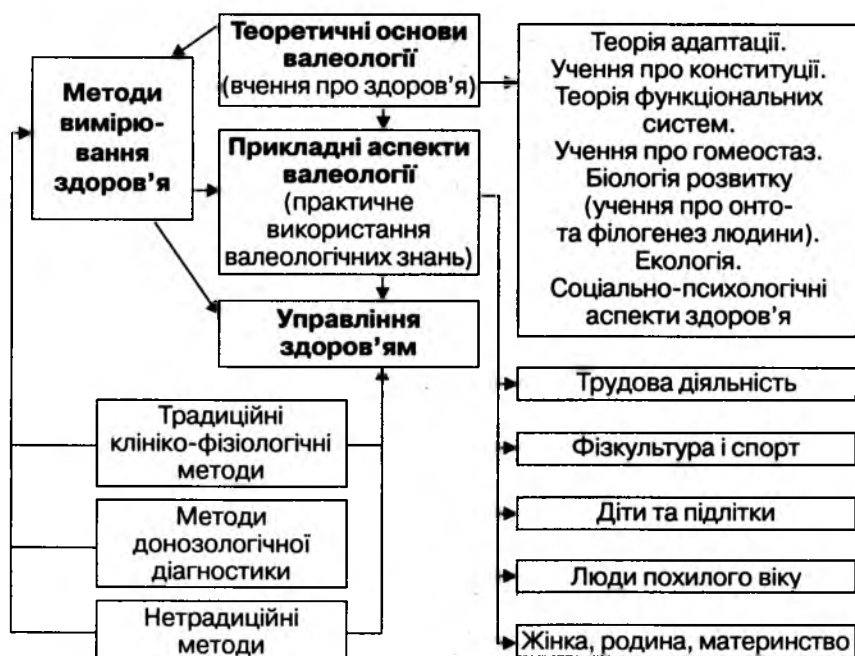 Теоретичні основи
валеології
(вчення про здоров’я)
Методи
вимірю-
вання
здоров’я
Прикладні аспекти
валеології
(практичне
використання
валеологічних знань)
Управління
здоров’ям
Теорія адаптації.
Учення про конституції.
Теорія функціональних
систем.
Учення про гомеостаз.
Біологія розвитку
(учення про онто-
та філогенез людини).
Екологія.
Соціально-психологічні
аспекти здоров’я
Традиційні
клініко-фізіологічні
методи
Методи
донозологічної
діагностики
Нетрадиційні
методи
Трудова діяльність
Фізкультура і спорт
Діти та підлітки
Люди похилого віку
Жінка, родина, материнство